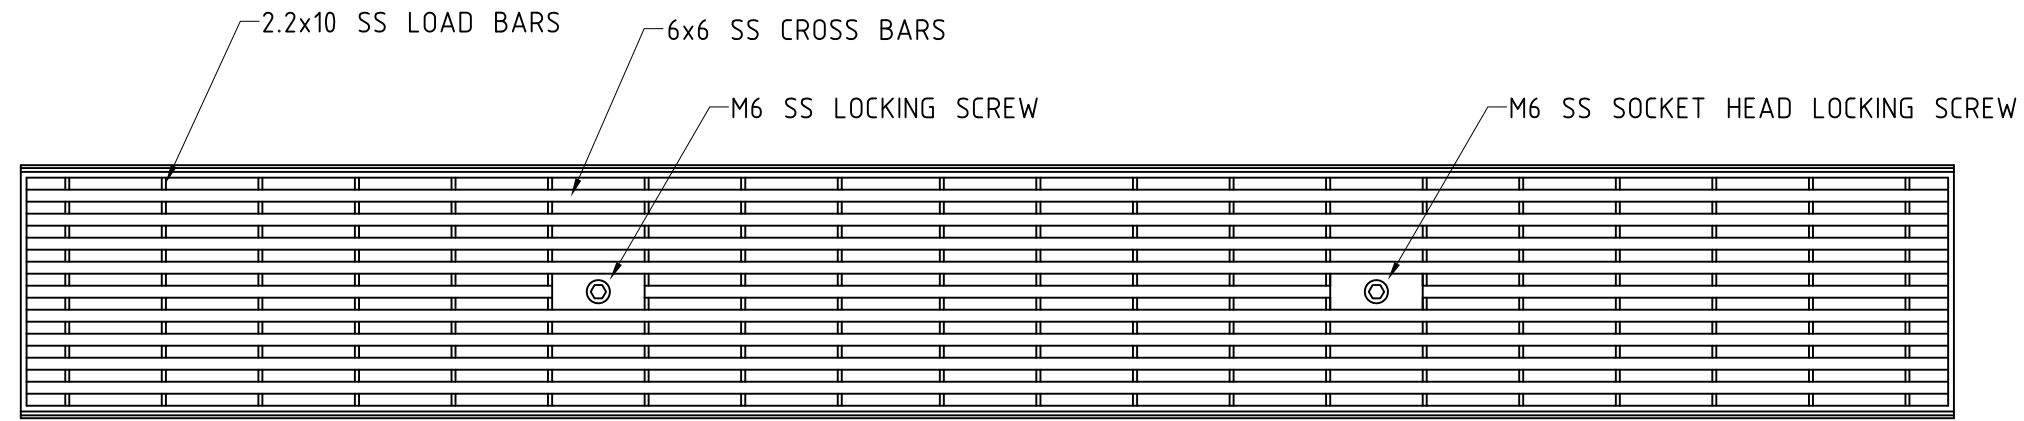 2.2x10 SS LOAD BARS
6x6 SS CROSS BARS
M6 SS LOCKING SCREW
M6 SS SOCKET HEAD LOCKING SCREW